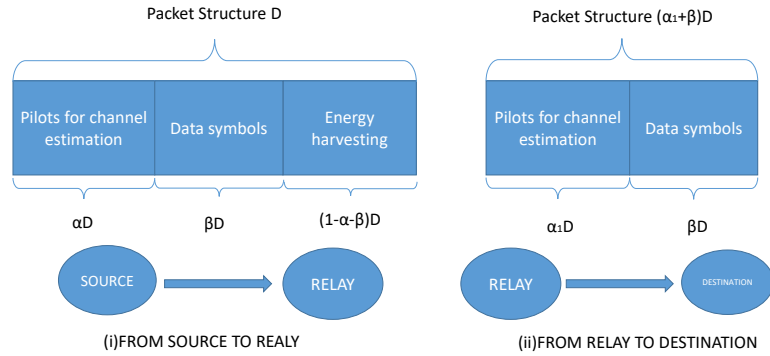 Packet Structure D
Pilots for channel
estimation
Data symbols
Energy
harvesting
αD
βD
(1-α-β)D
SOURCE
RELAY
(i)FROM SOURCE TO REALY
Packet Structure (α₁+β)D
Pilots for channel
estimation
Data symbols
α₁D
βD
RELAY
DESTINATION
(ii)FROM RELAY TO DESTINATION